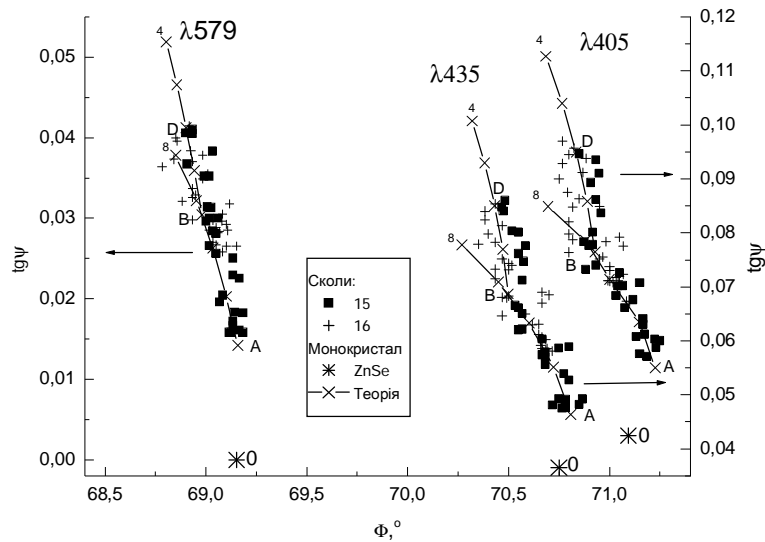 λ579
λ435
λ405
4
4
4
8
8
8
D
D
D
B
B
B
A
A
A
0
0
0
Сколи:
15
16
Монокристал
ZnSe
Теорія
tgψ
0,05
0,04
0,03
0,02
0,01
0,00
tgψ
0,12
0,11
0,10
0,09
0,08
0,07
0,06
0,05
0,04
68,5 69,0 69,5 70,0 70,5 71,0
Φ,°